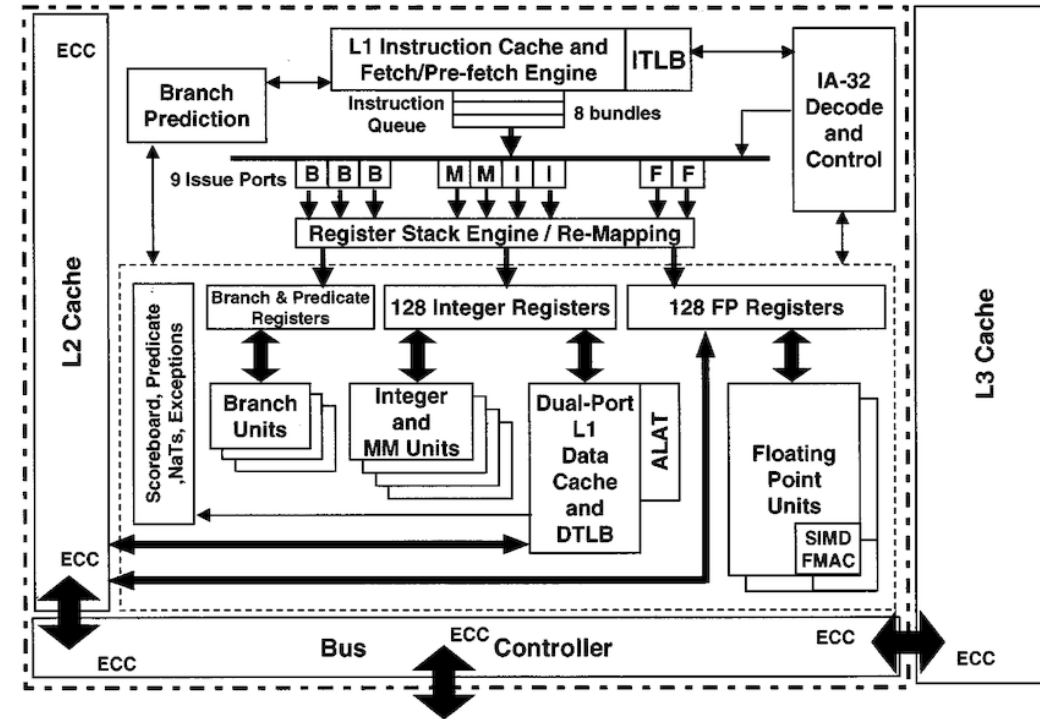 ECC
L2 Cache
ECC
Branch
Prediction
L1 Instruction Cache and
Fetch/Pre-fetch Engine
ITLB
Instruction
Queue
8 bundles
IA-32
Decode
and
Control
9 Issue Ports
B
B
B
M
M
I
I
F
F
Register Stack Engine / Re-Mapping
Scoreboard, Predicate
,NaTs, Exceptions
Branch & Predicate
Registers
128 Integer Registers
128 FP Registers
Branch
Units
Integer
and
MM Units
Dual-Port
L1
Data
Cache
and
DTLB
ALAT
Floating
Point
Units
SIMD
FMAC
L3 Cache
ECC
Bus Controller
ECC
ECC
ECC